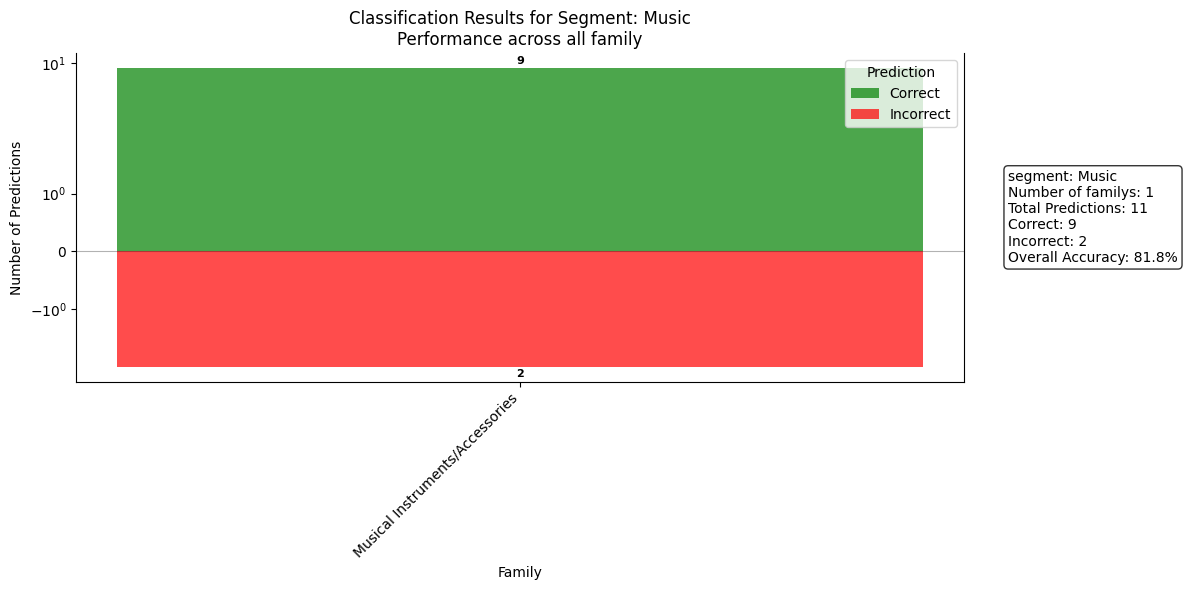 Classification Results for Segment: Music
Performance across all family
Number of Predictions
10¹
10⁰
0
−10⁰
9
2
Prediction
Correct
Incorrect
segment: Music
Number of familys: 1
Total Predictions: 11
Correct: 9
Incorrect: 2
Overall Accuracy: 81.8%
Musical Instruments/Accessories
Family